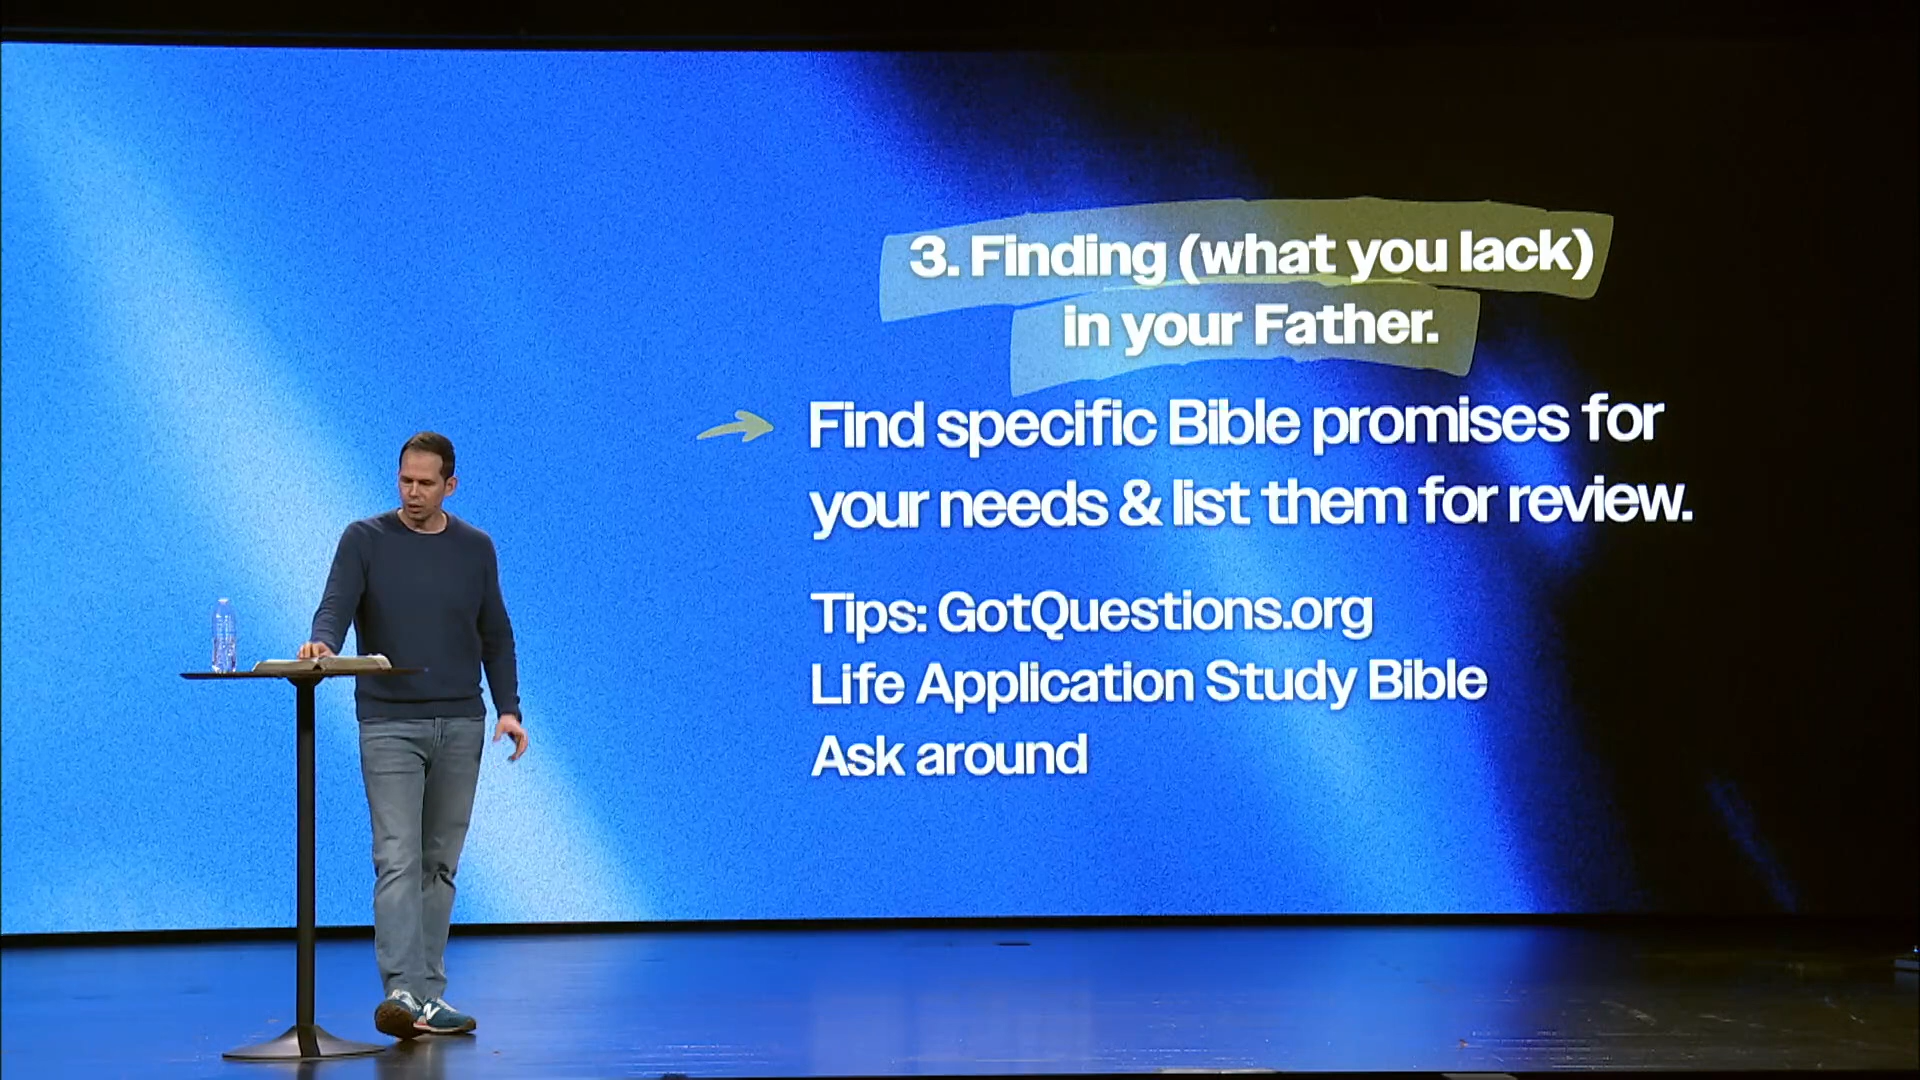 3. Finding (what you lack)
in your Father.
Find specific Bible promises for
your needs & list them for review.
Tips: GotQuestions.org
Life Application Study Bible
Ask around
N